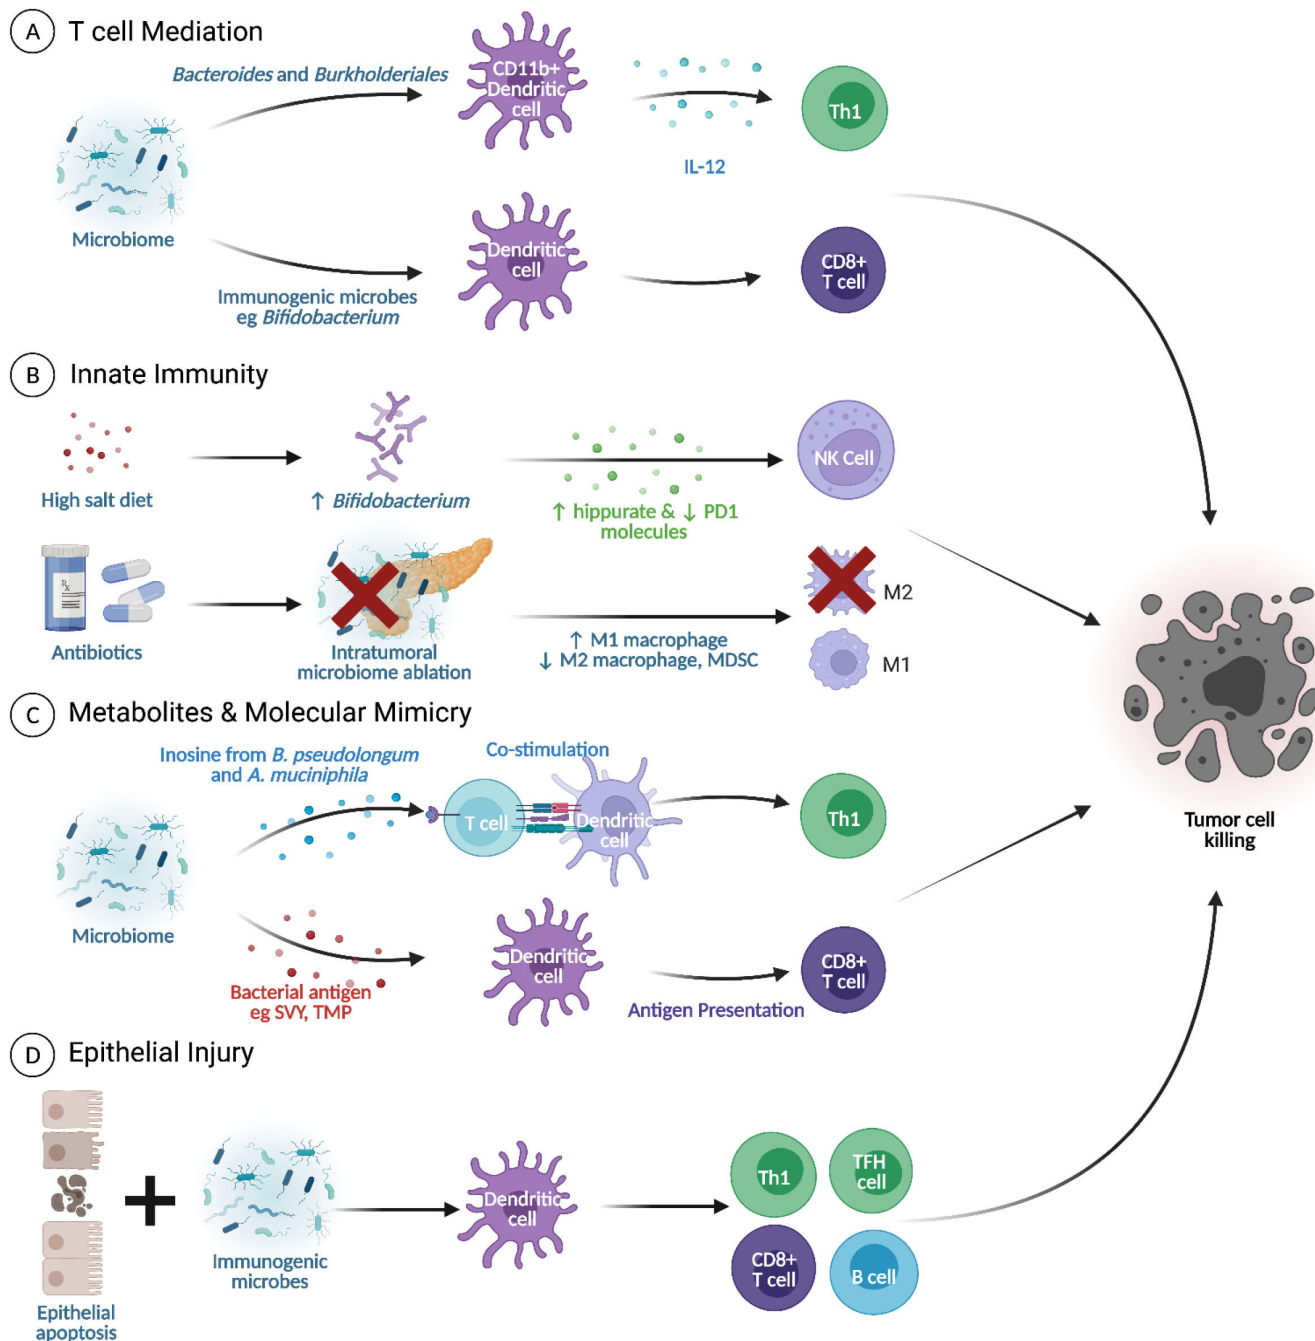 A T cell Mediation
Bacteroides and Burkholderiales
CD11b+
Dendritic
cell
Th1
IL-12
Microbiome
Dendritic
cell
CD8+
T cell
Immunogenic microbes
eg Bifidobacterium
B Innate Immunity
High salt diet
↑ Bifidobacterium
↑ hippurate & ↓ PD1
molecules
NK Cell
Rx
Antibiotics
Intratumoral
microbiome ablation
↑ M1 macrophage
↓ M2 macrophage, MDSC
M2
M1
Tumor cell
killing
C Metabolites & Molecular Mimicry
Inosine from B. pseudolongum
and A. muciniphila
Co-stimulation
T cell
Dendritic
cell
Th1
Microbiome
Bacterial antigen
eg SVY, TMP
Dendritic
cell
Antigen Presentation
CD8+
T cell
D Epithelial Injury
Epithelial
apoptosis
+
Immunogenic
microbes
Dendritic
cell
Th1
TFH
cell
CD8+
T cell
B cell